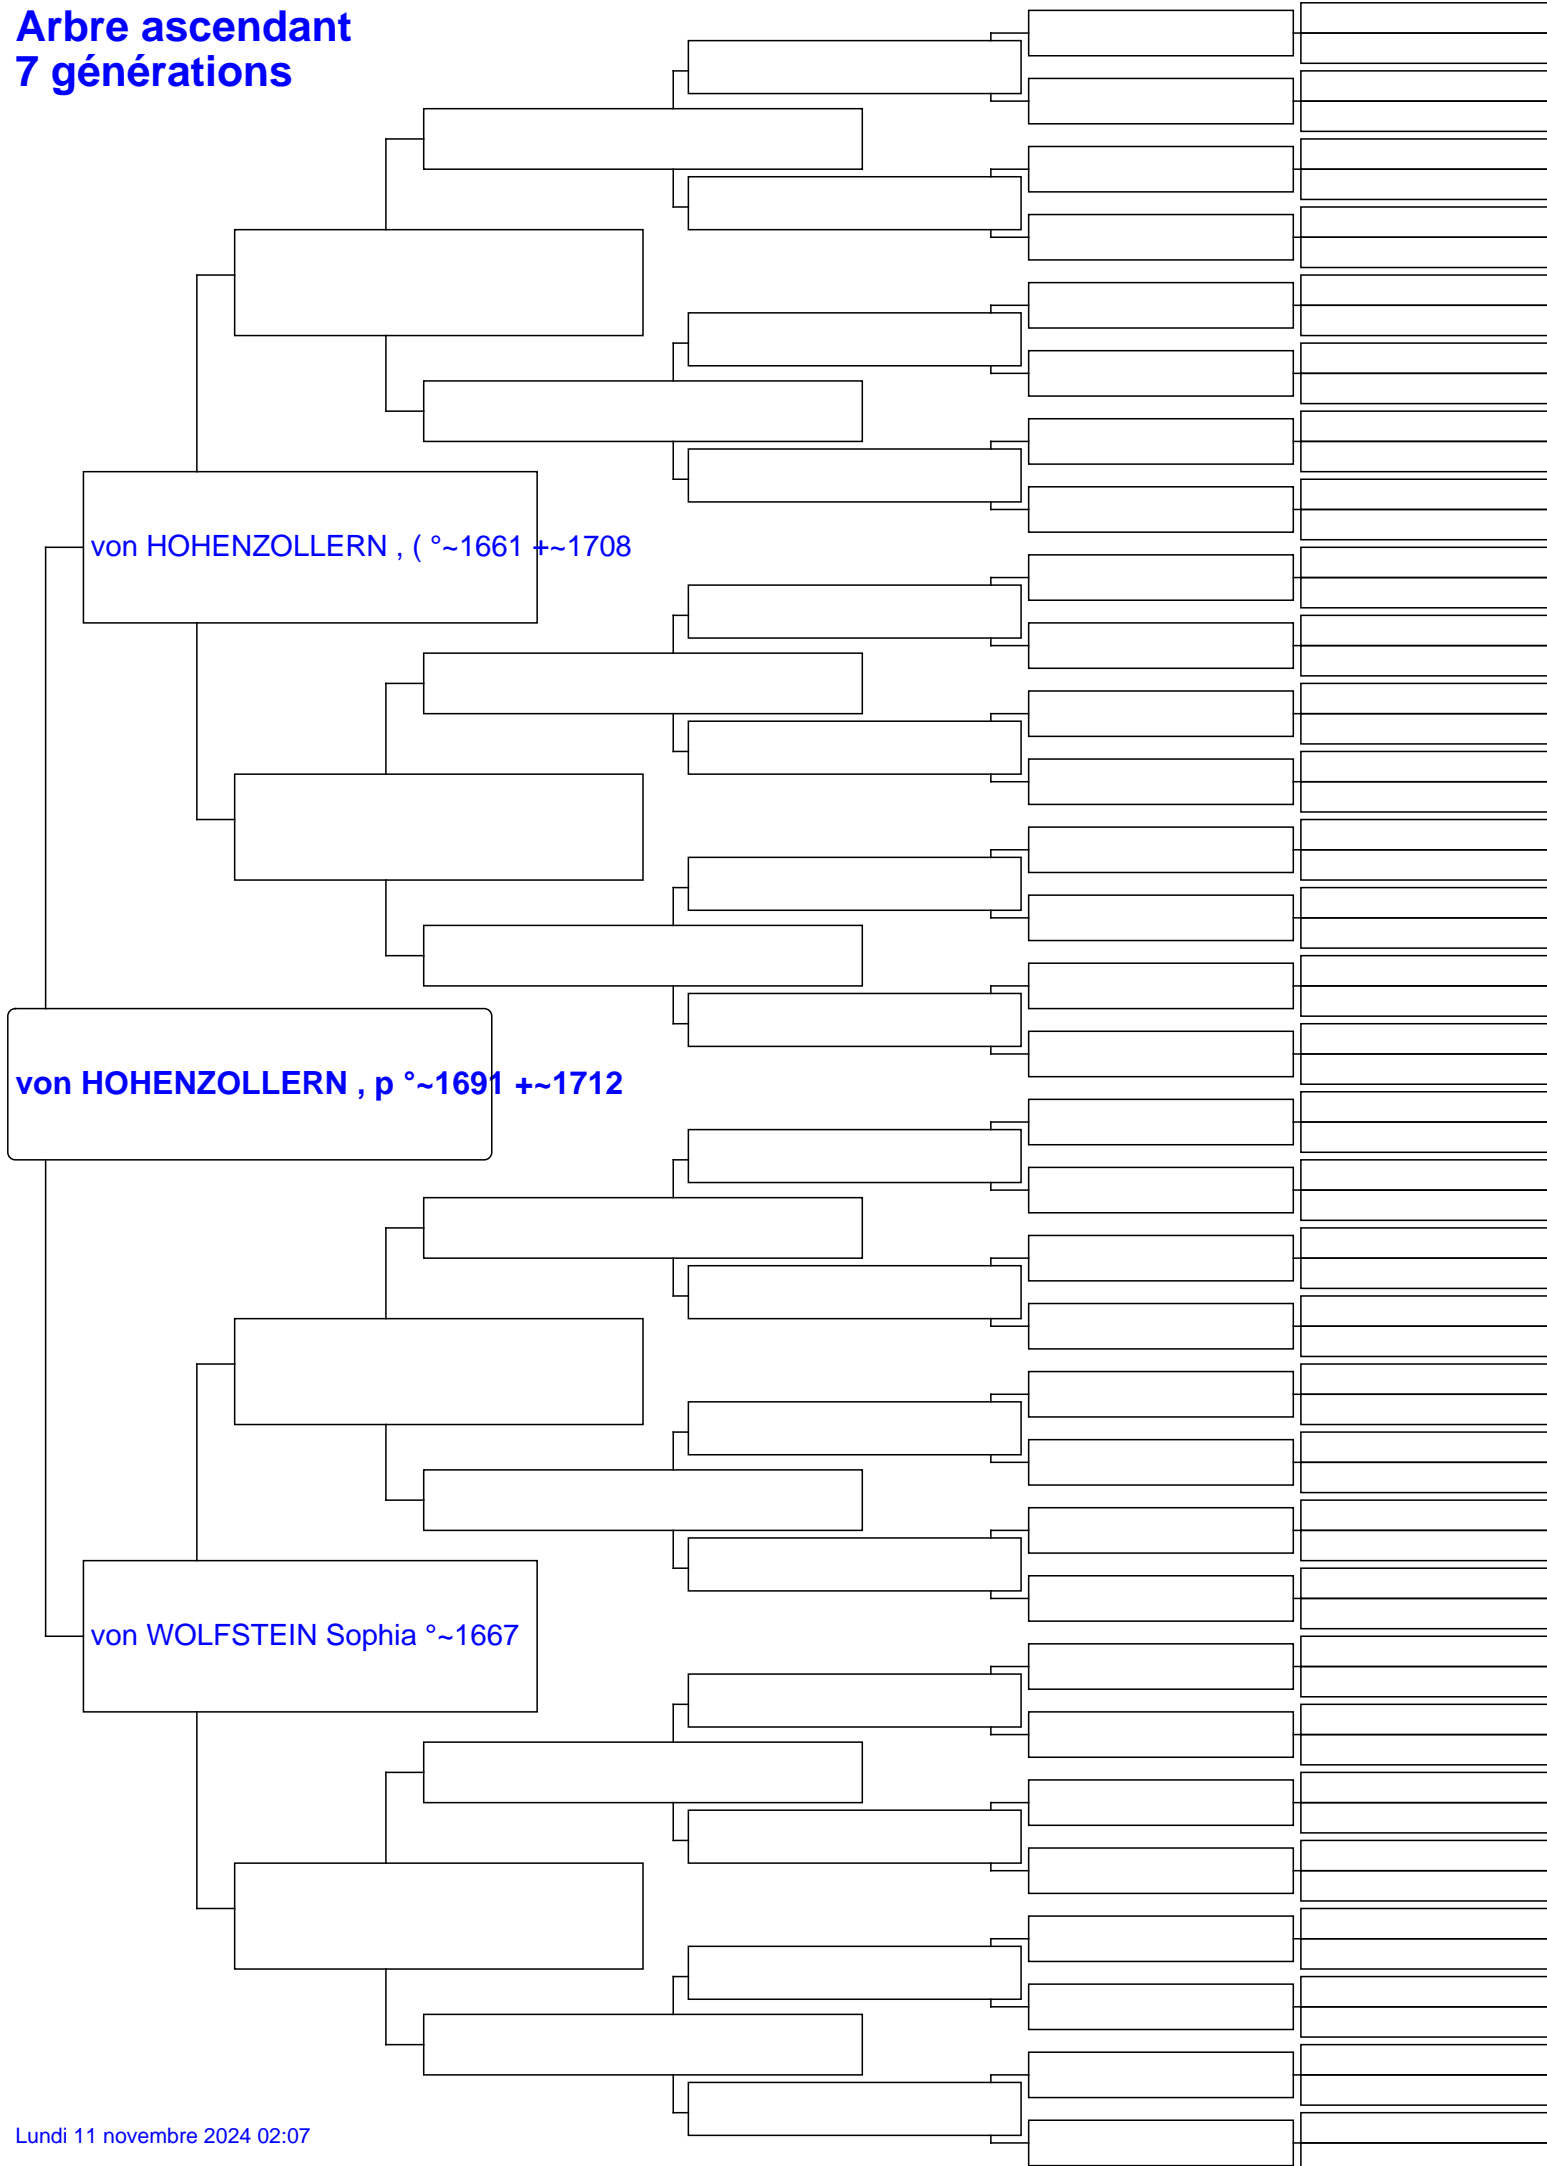 Arbre ascendant
7 générations
von HOHENZOLLERN , ( °~1661 +~1708
von HOHENZOLLERN , p °~1691 +~1712
von WOLFSTEIN Sophia °~1667
Lundi 11 novembre 2024 02:07